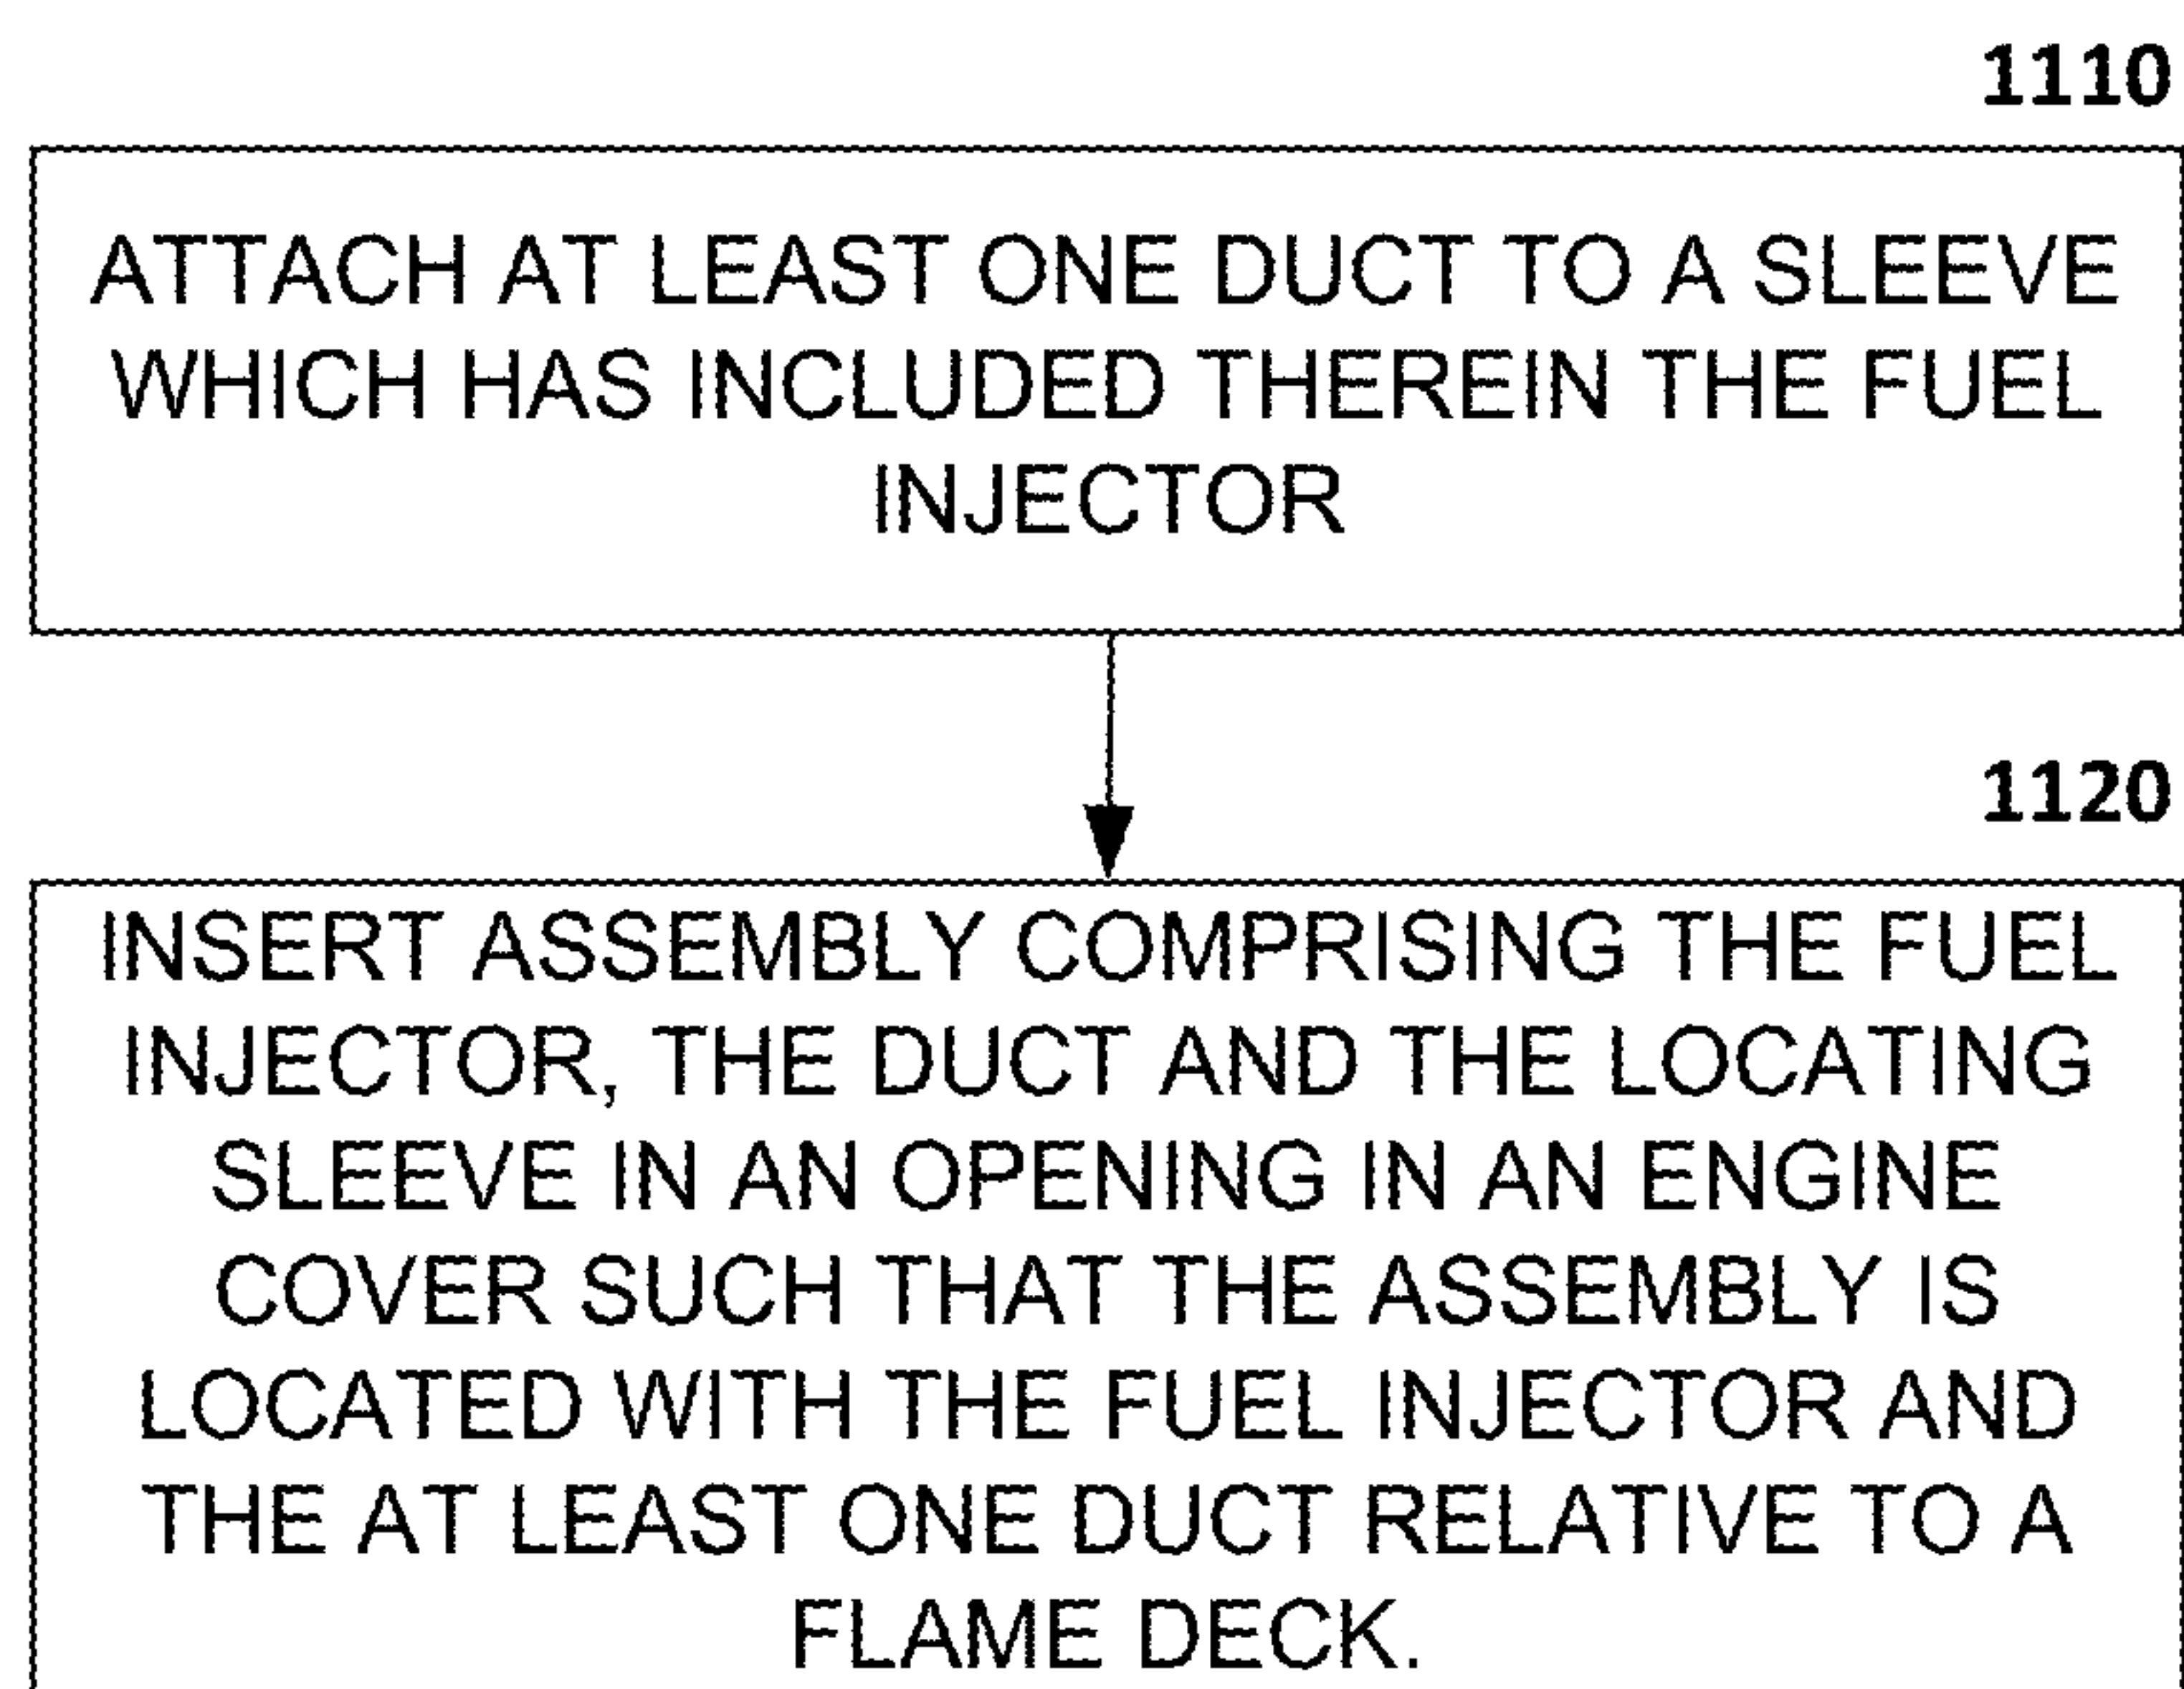 1110
ATTACH AT LEAST ONE DUCT TO A SLEEVE
WHICH HAS INCLUDED THEREIN THE FUEL
INJECTOR
1120
INSERT ASSEMBLY COMPRISING THE FUEL
INJECTOR, THE DUCT AND THE LOCATING
SLEEVE IN AN OPENING IN AN ENGINE
COVER SUCH THAT THE ASSEMBLY IS
LOCATED WITH THE FUEL INJECTOR AND
THE AT LEAST ONE DUCT RELATIVE TO A
FLAME DECK.